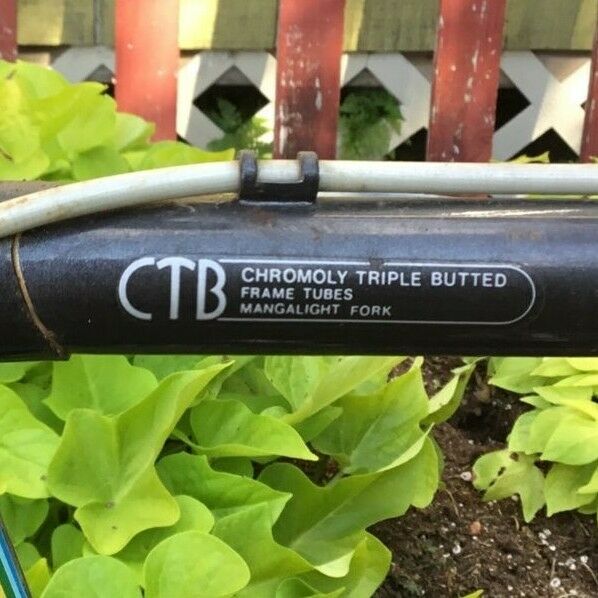 CTB
CHROMOLY TRIPLE BUTTED
FRAME TUBES
MANGALIGHT FORK